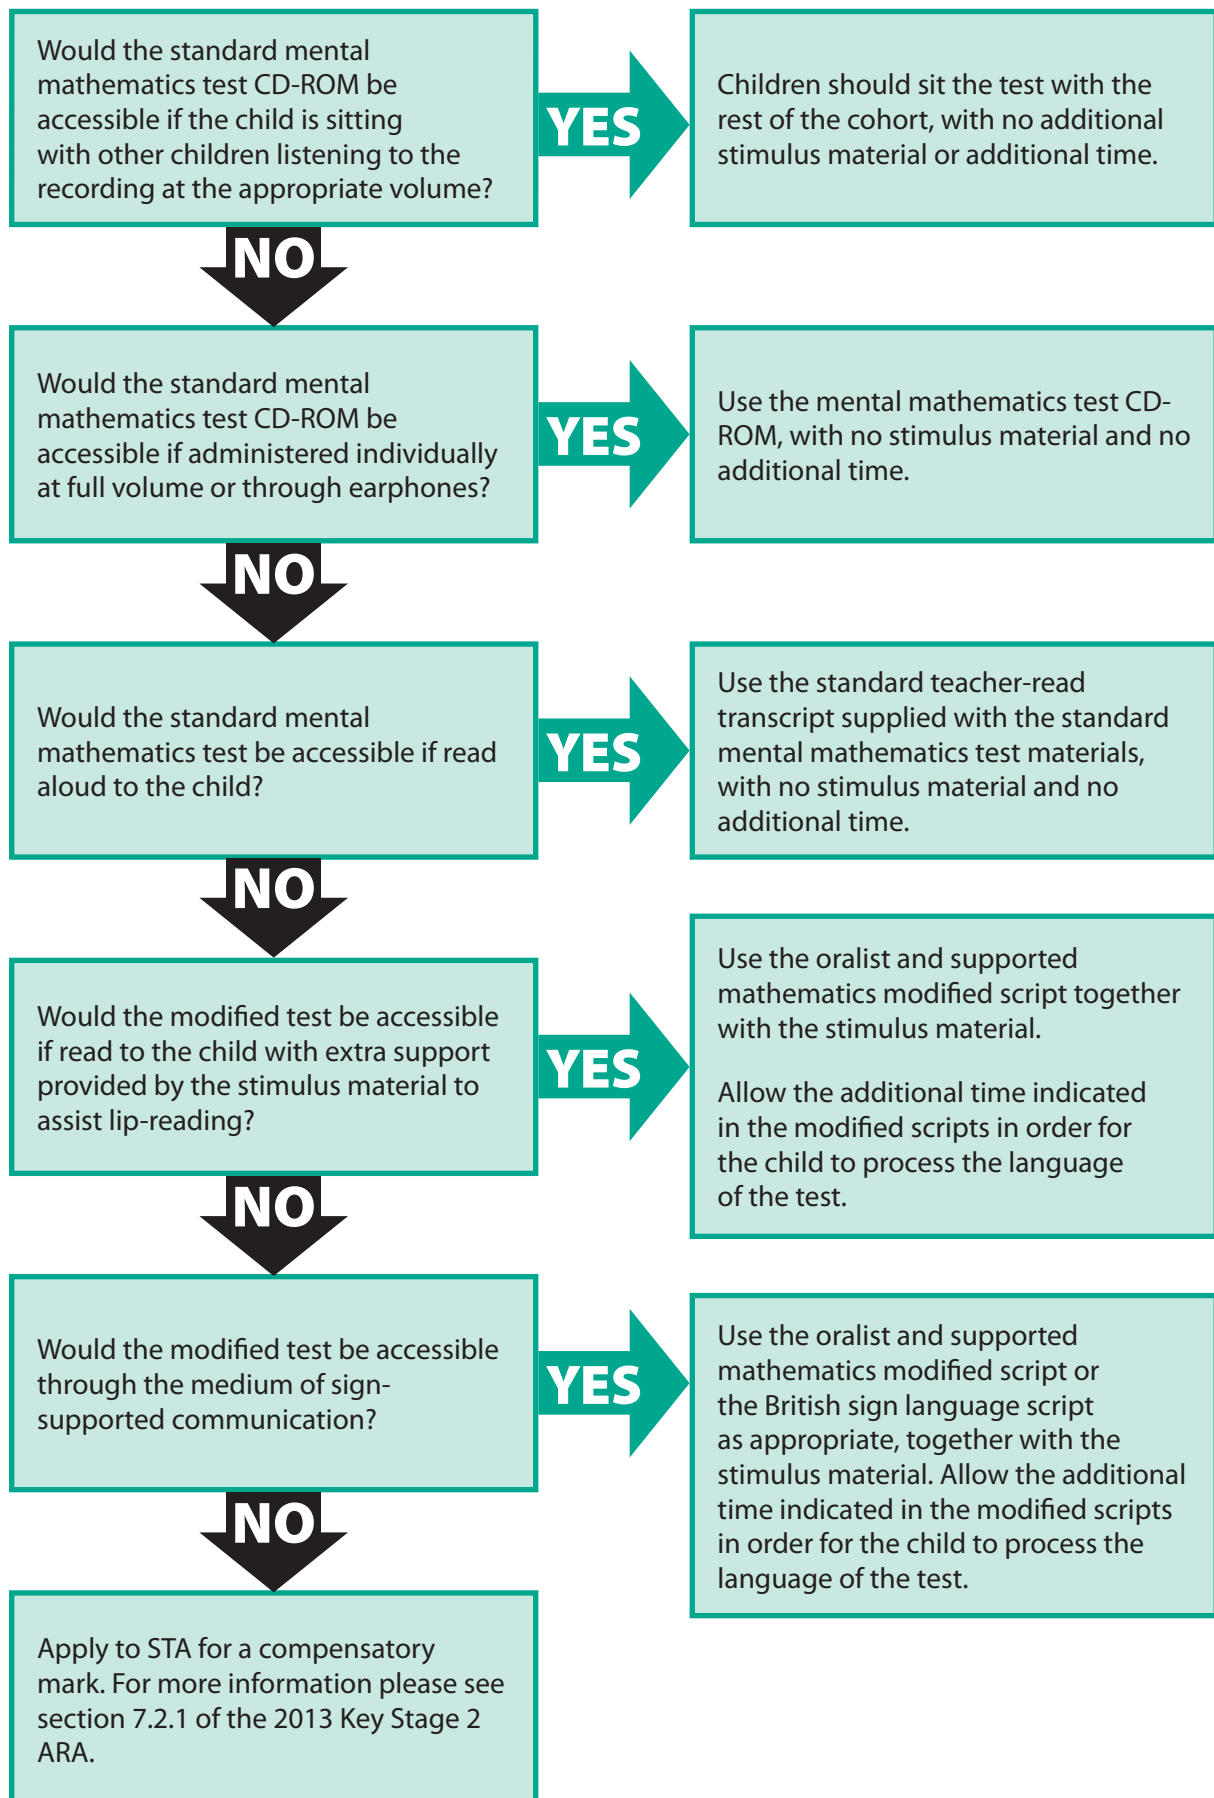 Would the standard mental
mathematics test CD-ROM be
accessible if the child is sitting
with other children listening to the
recording at the appropriate volume?
YES
Children should sit the test with the
rest of the cohort, with no additional
stimulus material or additional time.
NO
Would the standard mental
mathematics test CD-ROM be
accessible if administered individually
at full volume or through earphones?
YES
Use the mental mathematics test CD-
ROM, with no stimulus material and no
additional time.
NO
Would the standard mental
mathematics test be accessible if read
aloud to the child?
YES
Use the standard teacher-read
transcript supplied with the standard
mental mathematics test materials,
with no stimulus material and no
additional time.
NO
Would the modified test be accessible
if read to the child with extra support
provided by the stimulus material to
assist lip-reading?
YES
Use the oralist and supported
mathematics modified script together
with the stimulus material.
Allow the additional time indicated
in the modified scripts in order for
the child to process the language
of the test.
NO
Would the modified test be accessible
through the medium of sign-
supported communication?
YES
Use the oralist and supported
mathematics modified script or
the British sign language script
as appropriate, together with the
stimulus material. Allow the additional
time indicated in the modified scripts
in order for the child to process the
language of the test.
NO
Apply to STA for a compensatory
mark. For more information please see
section 7.2.1 of the 2013 Key Stage 2
ARA.